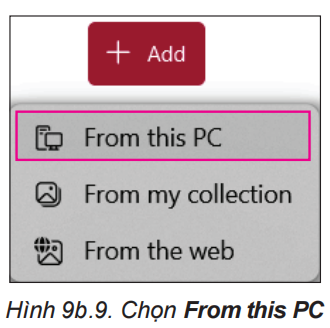 + Add
From this PC
From my collection
From the web
Hình 9b.9. Chọn From this PC